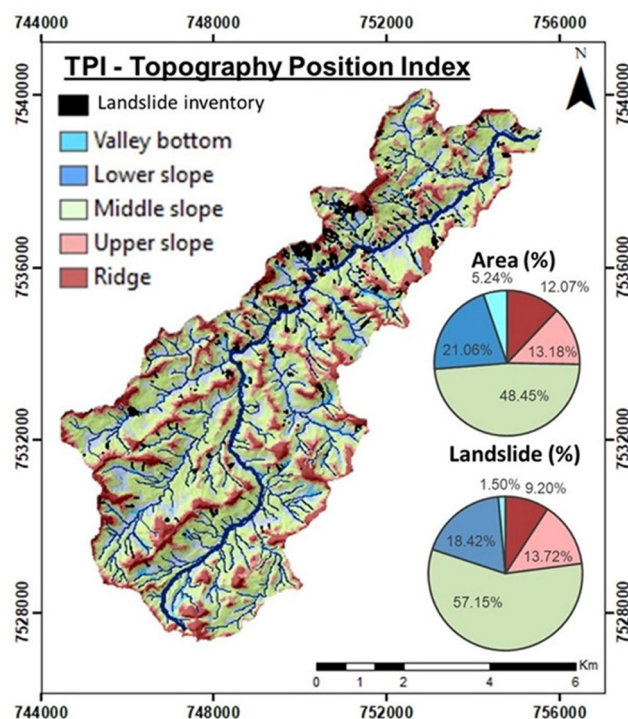 744000 748000 752000 756000
TPI - Topography Position Index
N
Landslide inventory
Valley bottom
Lower slope
Middle slope
Upper slope
Ridge
7540000
7540000
7536000
7536000
7532000
7532000
7528000
7528000
Area (%)
5.24%
12.07%
21.06%
13.18%
48.45%
Landslide (%)
1.50%
9.20%
18.42%
13.72%
57.15%
Km
0 1 2 4 6
744000 748000 752000 756000